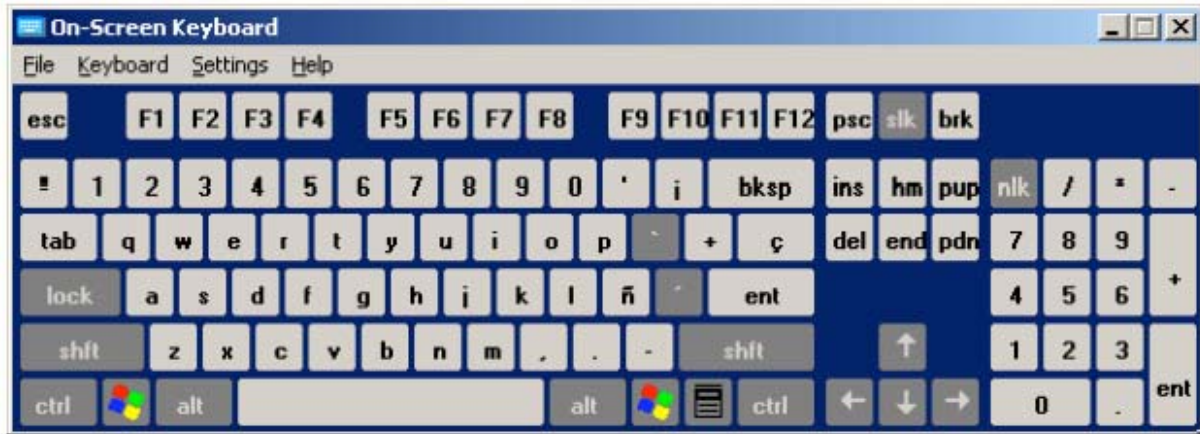 On-Screen Keyboard
File Keyboard Settings Help
esc F1 F2 F3 F4 F5 F6 F7 F8 F9 F10 F11 F12 psc slk brk
1 2 3 4 5 6 7 8 9 0 ' ¡ bksp ins hm pup nlk / -
tab q w e r t y u i o p ` + ç del end pdn 7 8 9 +
lock a s d f g h j k l ñ ´ ent 4 5 6
shft z x c v b n m , . - shft ↑ 1 2 3 ent
ctrl alt alt ctrl ← ↓ → 0 .